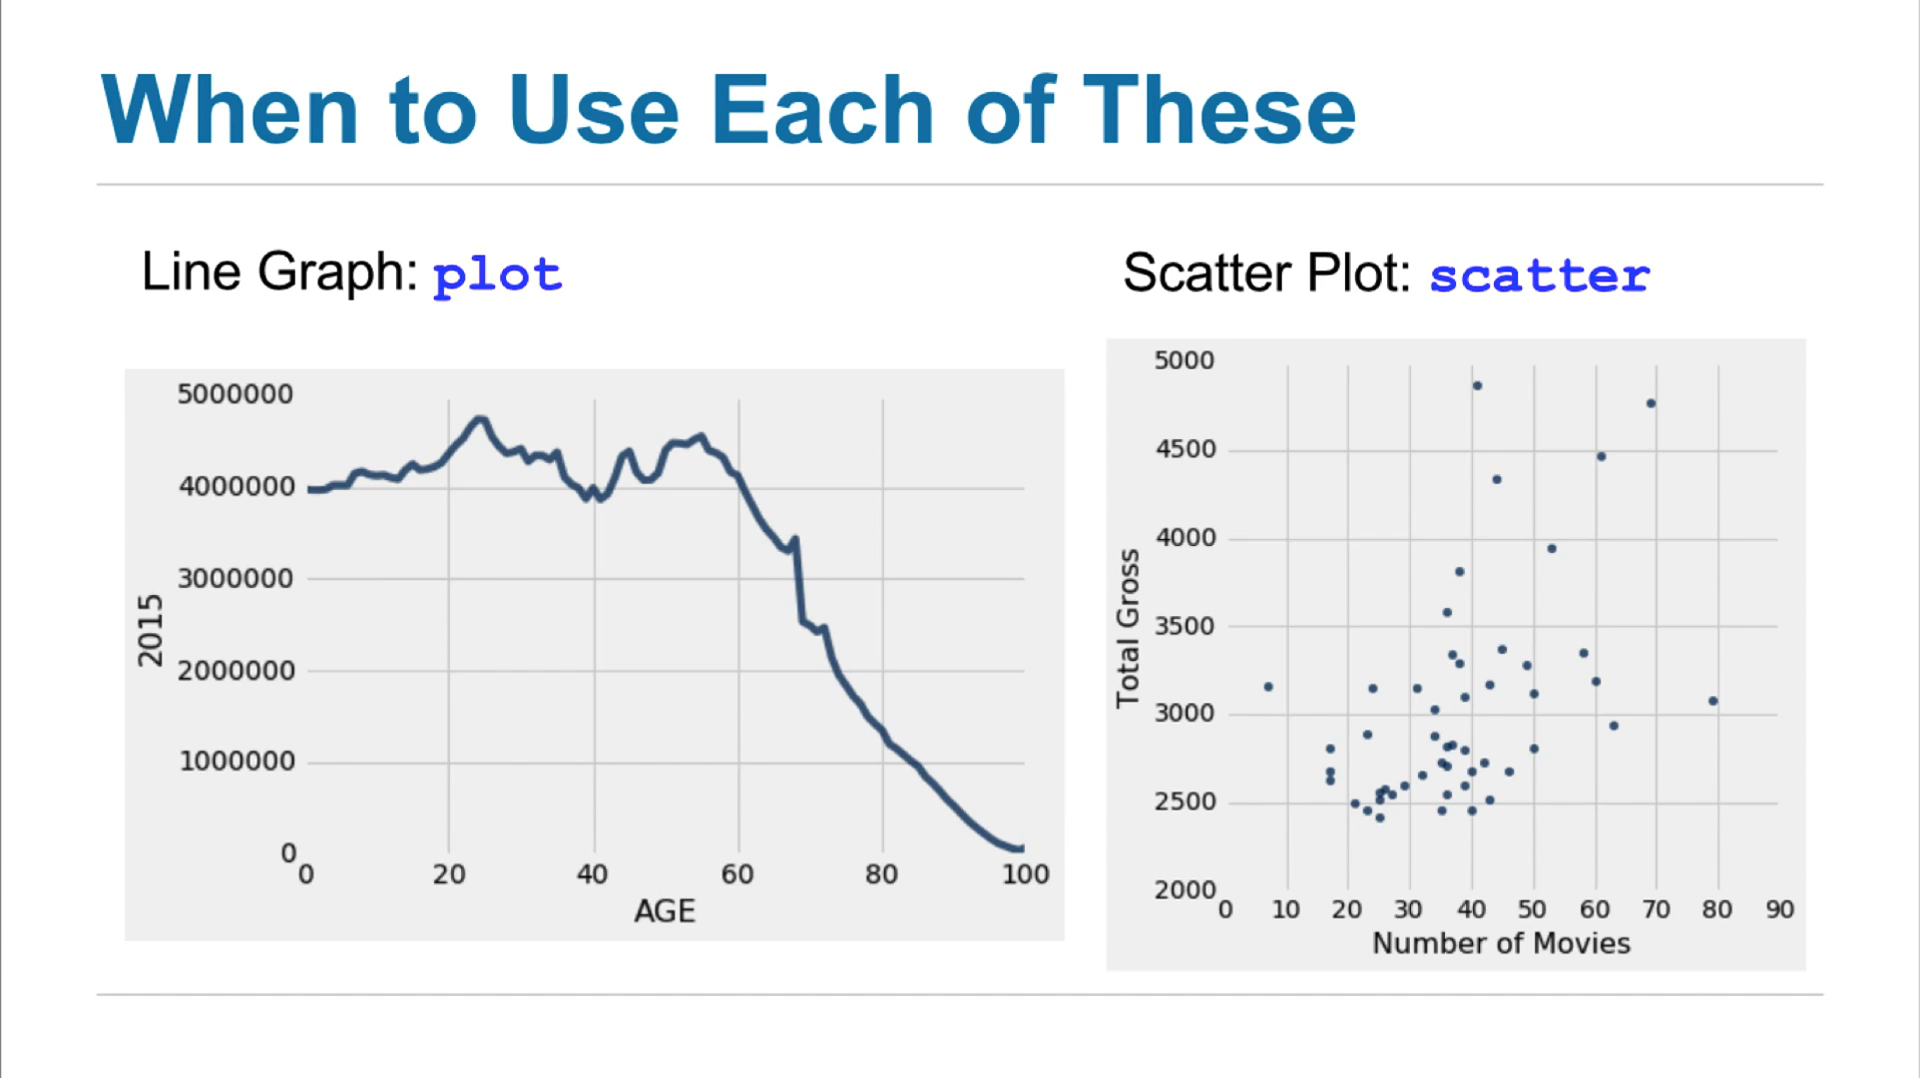 When to Use Each of These
Line Graph: plot
Scatter Plot: scatter
5000000
4000000
3000000
2000000
1000000
0
2015
0 20 40 60 80 100
AGE
5000
4500
4000
3500
3000
2500
2000
Total Gross
0 10 20 30 40 50 60 70 80 90
Number of Movies